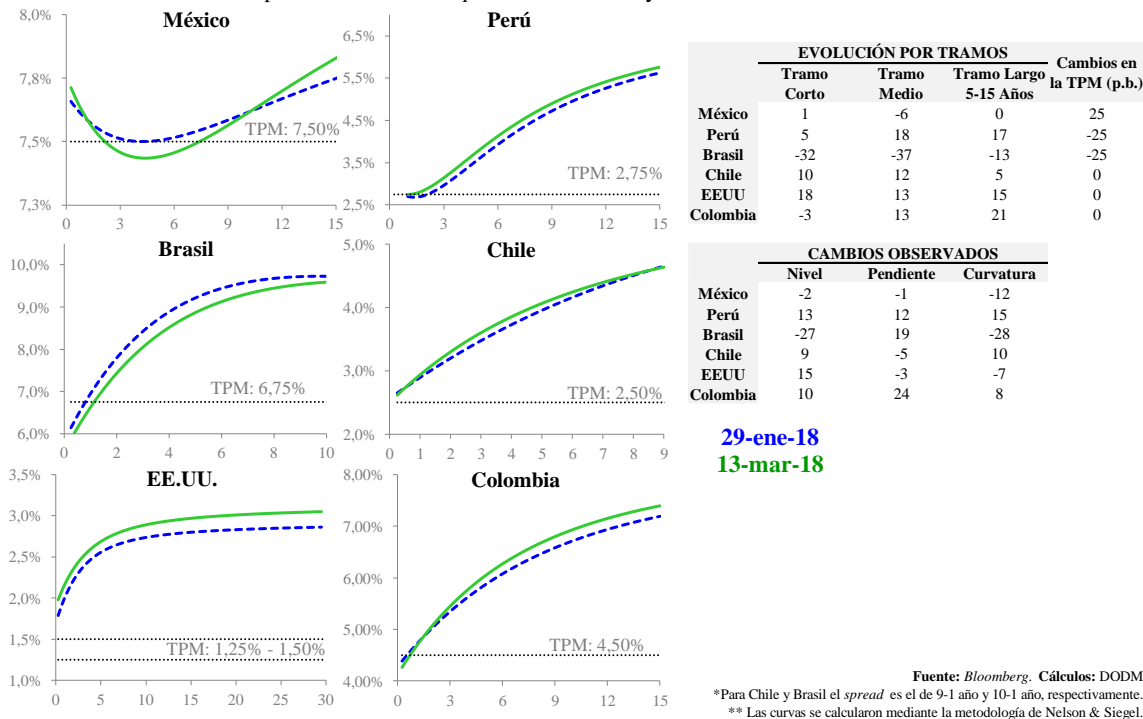 México
8,0%
7,8%
7,5%
7,3%
TPM: 7,50%
0 3 6 9 12 15
Perú
6,5%
5,5%
4,5%
3,5%
2,5%
TPM: 2,75%
0 3 6 9 12 15
EVOLUCIÓN POR TRAMOS
Tramo Corto Tramo Medio Tramo Largo 5-15 Años Cambios en la TPM (p.b.)
México 1 -6 0 25
Perú 5 18 17 -25
Brasil -32 -37 -13 -25
Chile 10 12 5 0
EEUU 18 13 15 0
Colombia -3 13 21 0
Brasil
10,0%
9,0%
8,0%
7,0%
6,0%
TPM: 6,75%
0 2 4 6 8 10
Chile
5,0%
4,0%
3,0%
2,0%
TPM: 2,50%
0 1 2 3 4 5 6 7 8 9
CAMBIOS OBSERVADOS
Nivel Pendiente Curvatura
México -2 -1 -12
Perú 13 12 15
Brasil -27 19 -28
Chile 9 -5 10
EEUU 15 -3 -7
Colombia 10 24 8
29-ene-18
13-mar-18
EE.UU.
3,5%
3,0%
2,5%
2,0%
1,5%
1,0%
TPM: 1,25% - 1,50%
0 5 10 15 20 25 30
Colombia
8,00%
7,00%
6,00%
5,00%
4,00%
TPM: 4,50%
0 3 6 9 12 15
Fuente: Bloomberg. Cálculos: DODM
*Para Chile y Brasil el spread es el de 9-1 año y 10-1 año, respectivamente.
** Las curvas se calcularon mediante la metodología de Nelson & Siegel.